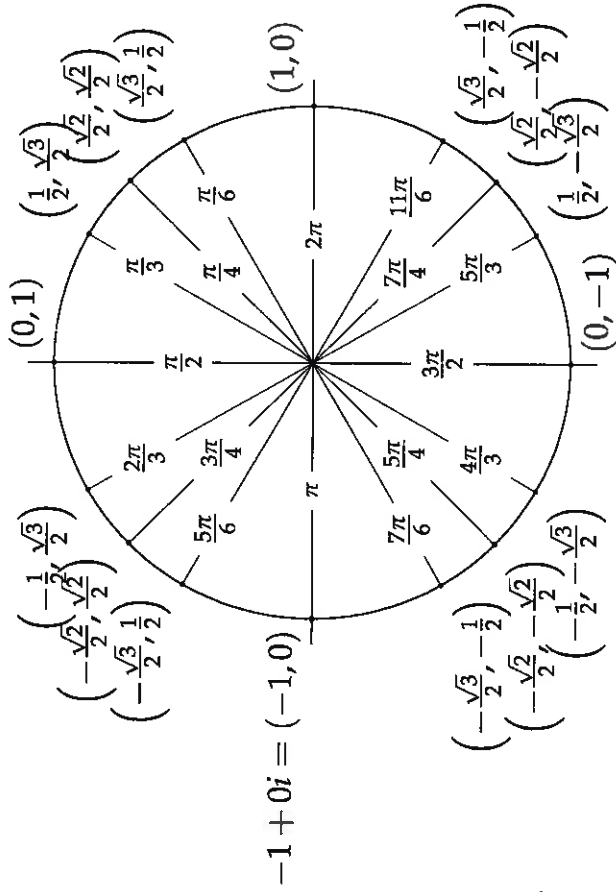 (0,1)
(-1/2, √3/2)
(-√2/2, √2/2)
(-√3/2, 1/2)
(1/2, √3/2)
(√2/2, √2/2)
(√3/2, 1/2)
π/2
2π/3
π/3
3π/4
π/4
5π/6
π/6
-1 + 0i = (-1,0)
π
2π
(1,0)
7π/6
11π/6
5π/4
7π/4
4π/3
5π/3
3π/2
(-√3/2, -1/2)
(-√2/2, -√2/2)
(-1/2, -√3/2)
(√3/2, -1/2)
(√2/2, -√2/2)
(1/2, -√3/2)
(0,-1)